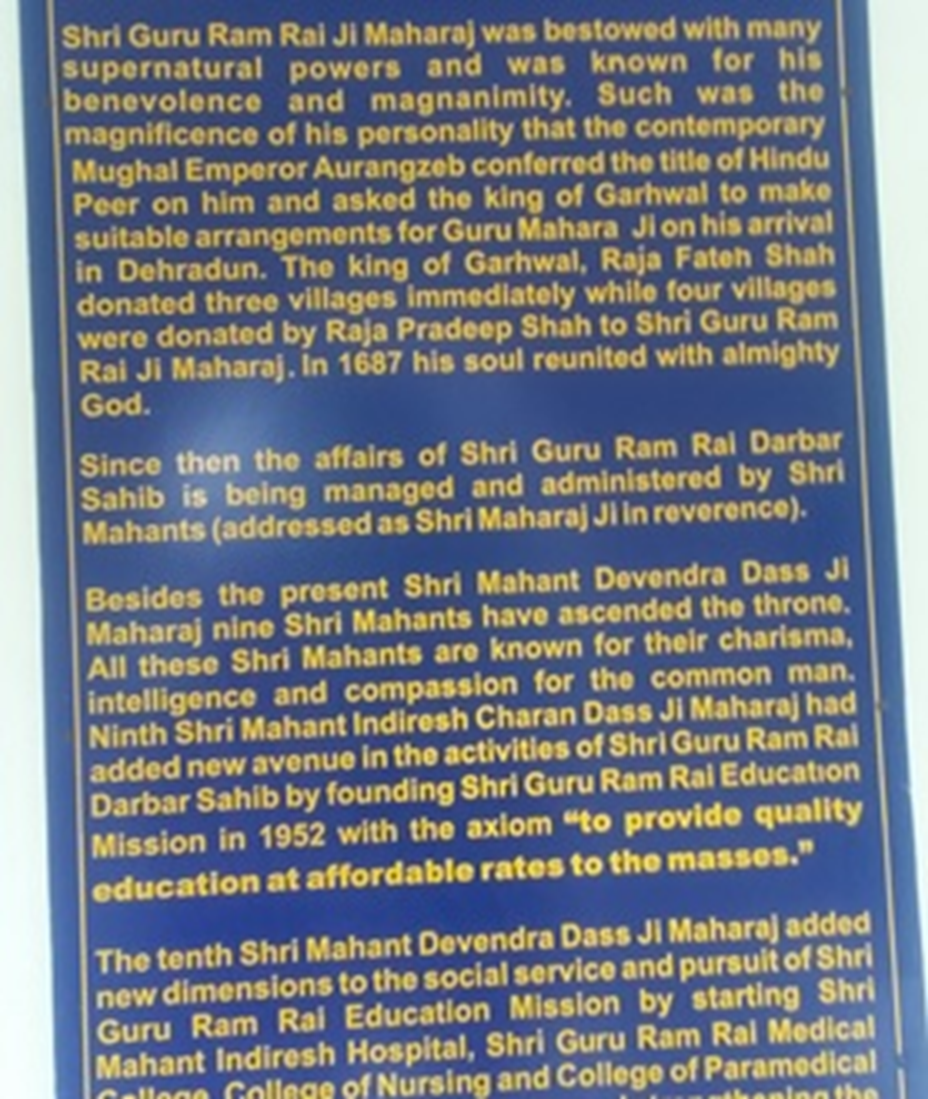 Shri Guru Ram Rai Ji Maharaj was bestowed with many
supernatural powers and was known for his
benevolence and magnanimity. Such was the
magnificence of his personality that the contemporary
Mughal Emperor Aurangzeb conferred the title of Hindu
Peer on him and asked the king of Garhwal to make
suitable arrangements for Guru Mahara Ji on his arrival
in Dehradun. The king of Garhwal, Raja Fateh Shah
donated three villages immediately while four villages
were donated by Raja Pradeep Shah to Shri Guru Ram
Rai Ji Maharaj. In 1687 his soul reunited with almighty
God.
Since then the affairs of Shri Guru Ram Rai Darbar
Sahib is being managed and administered by Shri
Mahants (addressed as Shri Maharaj Ji in reverence).
Besides the present Shri Mahant Devendra Dass Ji
Maharaj nine Shri Mahants have ascended the throne.
All these Shri Mahants are known for their charisma,
intelligence and compassion for the common man.
Ninth Shri Mahant Indiresh Charan Dass Ji Maharaj had
added new avenue in the activities of Shri Guru Ram Rai
Darbar Sahib by founding Shri Guru Ram Rai Education
Mission in 1952 with the axiom “to provide quality
education at affordable rates to the masses.”
The tenth Shri Mahant Devendra Dass Ji Maharaj added
new dimensions to the social service and pursuit of Shri
Guru Ram Rai Education Mission by starting Shri
Mahant Indiresh Hospital, Shri Guru Ram Rai Medical
College, College of Nursing and College of Paramedical
the